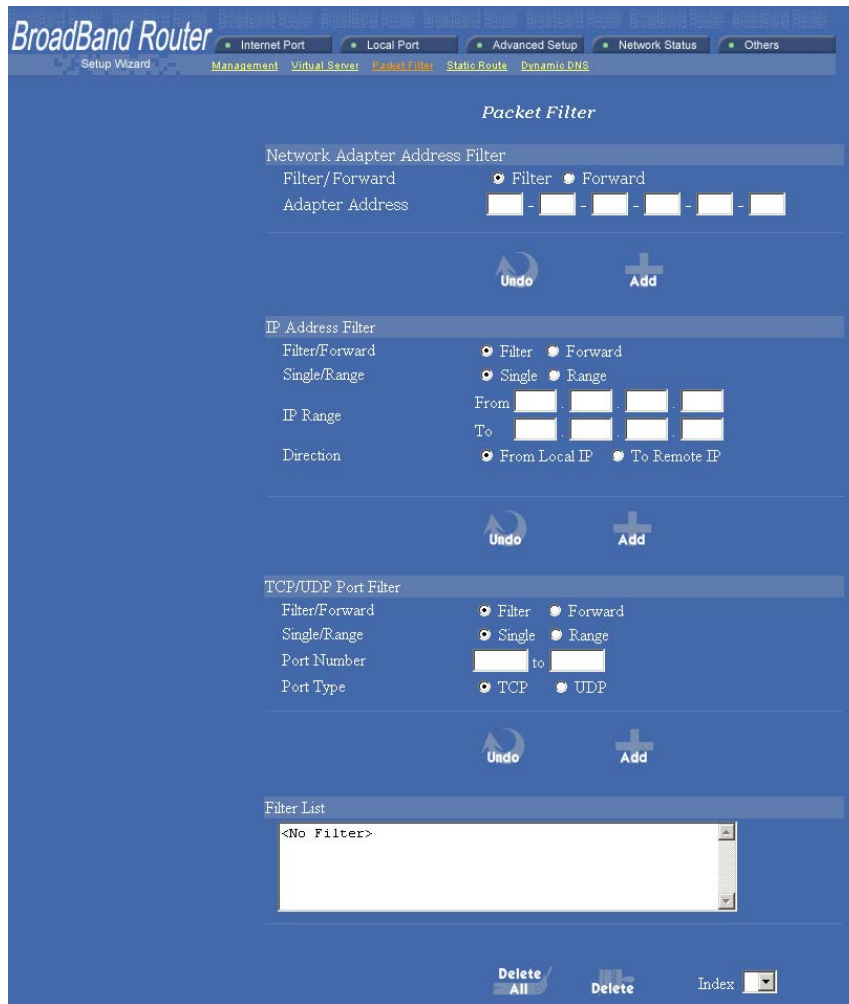 BroadBand Router
Internet Port Local Port Advanced Setup Network Status Others
Setup Wizard Management Virtual Server Packet Filter Static Route Dynamic DNS
Packet Filter
Network Adapter Address Filter
Filter/Forward Filter Forward
Adapter Address - - - - -
Undo Add
IP Address Filter
Filter/Forward Filter Forward
Single/Range Single Range
IP Range From . . .
To . . .
Direction From Local IP To Remote IP
Undo Add
TCP/UDP Port Filter
Filter/Forward Filter Forward
Single/Range Single Range
Port Number to
Port Type TCP UDP
Undo Add
Filter List
<No Filter>
Delete All Delete Index